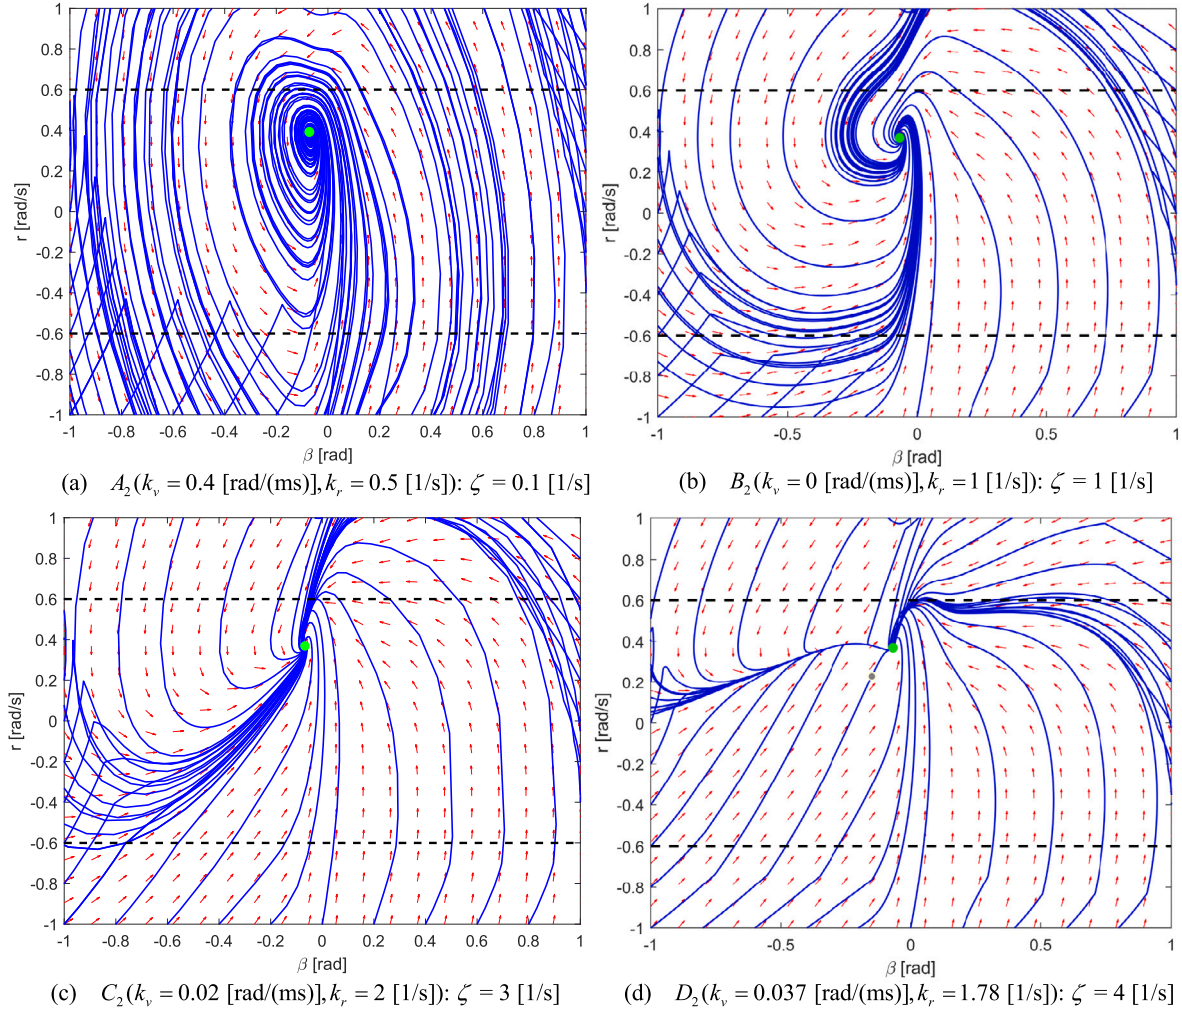 1
0.8
0.6
0.4
0.2
0
-0.2
-0.4
-0.6
-0.8
-1
r [rad/s]
-1 -0.8 -0.6 -0.4 -0.2 0 0.2 0.4 0.6 0.8 1
β [rad]
(a) A₂(kᵥ = 0.4 [rad/(ms)], kᵣ = 0.5 [1/s]): ζ = 0.1 [1/s]
1
0.8
0.6
0.4
0.2
0
-0.2
-0.4
-0.6
-0.8
-1
r [rad/s]
-1 -0.5 0 0.5 1
β [rad]
(b) B₂(kᵥ = 0 [rad/(ms)], kᵣ = 1 [1/s]): ζ = 1 [1/s]
1
0.8
0.6
0.4
0.2
0
-0.2
-0.4
-0.6
-0.8
-1
r [rad/s]
-1 -0.8 -0.6 -0.4 -0.2 0 0.2 0.4 0.6 0.8 1
β [rad]
(c) C₂(kᵥ = 0.02 [rad/(ms)], kᵣ = 2 [1/s]): ζ = 3 [1/s]
1
0.8
0.6
0.4
0.2
0
-0.2
-0.4
-0.6
-0.8
-1
r [rad/s]
-1 -0.5 0 0.5 1
β [rad]
(d) D₂(kᵥ = 0.037 [rad/(ms)], kᵣ = 1.78 [1/s]): ζ = 4 [1/s]